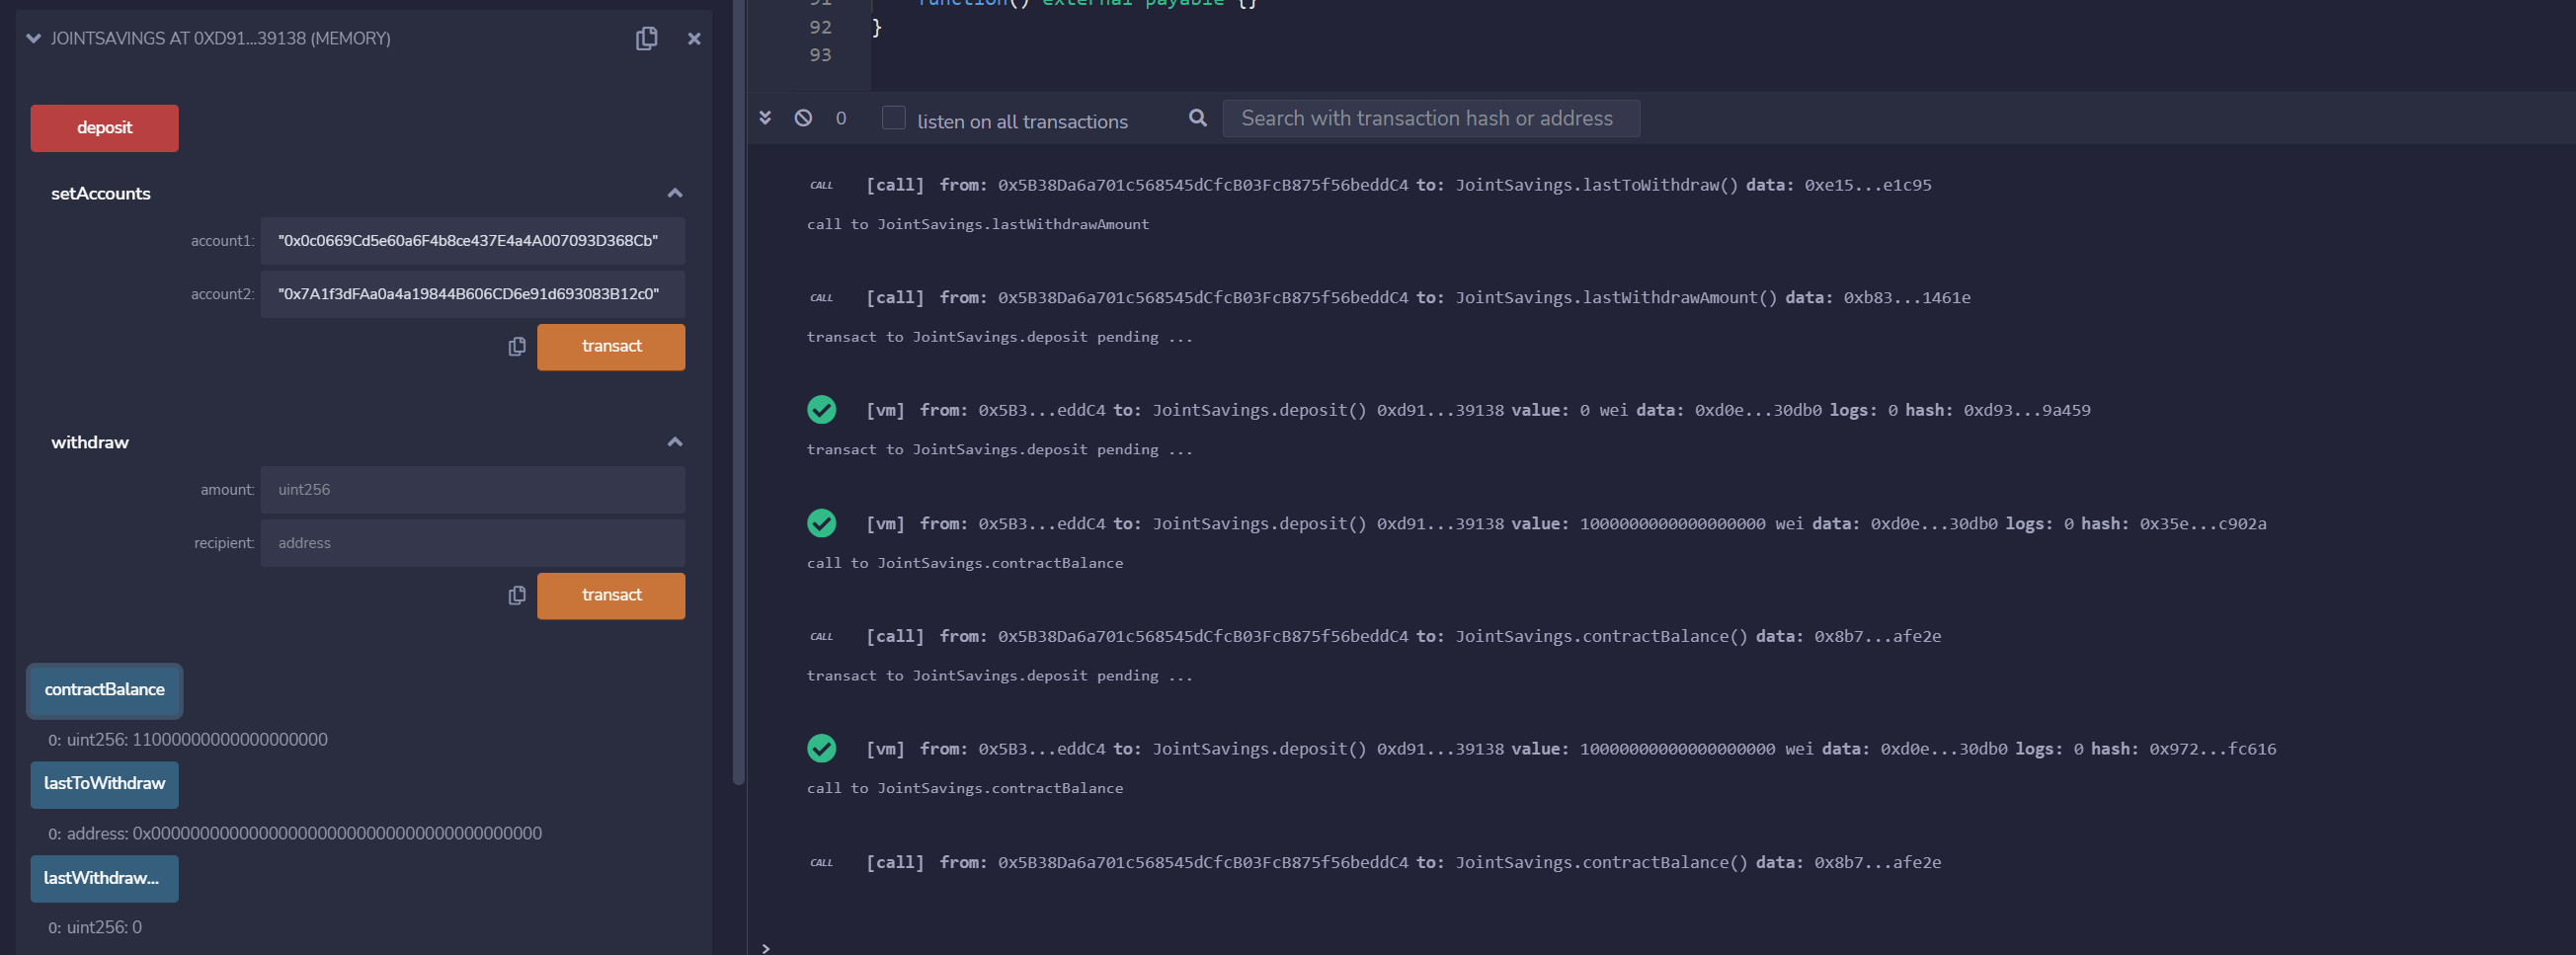 JOINTSAVINGS AT 0XD91...39138 (MEMORY)
deposit
setAccounts
account1: "0x0c0669Cd5e60a6F4b8ce437E4a4A007093D368Cb"
account2: "0x7A1f3dFAa0a4a19844B606CD6e91d693083B12c0"
transact
withdraw
amount: uint256
recipient: address
transact
contractBalance
0: uint256: 11000000000000000000
lastToWithdraw
0: address: 0x0000000000000000000000000000000000000000
lastWithdraw...
0: uint256: 0
91 function() external payable {}
92 }
93
0 listen on all transactions Search with transaction hash or address
CALL [call] from: 0x5B38Da6a701c568545dCfcB03FcB875f56beddC4 to: JointSavings.lastToWithdraw() data: 0xe15...e1c95
call to JointSavings.lastWithdrawAmount
CALL [call] from: 0x5B38Da6a701c568545dCfcB03FcB875f56beddC4 to: JointSavings.lastWithdrawAmount() data: 0xb83...1461e
transact to JointSavings.deposit pending ...
[vm] from: 0x5B3...eddC4 to: JointSavings.deposit() 0xd91...39138 value: 0 wei data: 0xd0e...30db0 logs: 0 hash: 0xd93...9a459
transact to JointSavings.deposit pending ...
[vm] from: 0x5B3...eddC4 to: JointSavings.deposit() 0xd91...39138 value: 1000000000000000000 wei data: 0xd0e...30db0 logs: 0 hash: 0x35e...c902a
call to JointSavings.contractBalance
CALL [call] from: 0x5B38Da6a701c568545dCfcB03FcB875f56beddC4 to: JointSavings.contractBalance() data: 0x8b7...afe2e
transact to JointSavings.deposit pending ...
[vm] from: 0x5B3...eddC4 to: JointSavings.deposit() 0xd91...39138 value: 10000000000000000000 wei data: 0xd0e...30db0 logs: 0 hash: 0x972...fc616
call to JointSavings.contractBalance
CALL [call] from: 0x5B38Da6a701c568545dCfcB03FcB875f56beddC4 to: JointSavings.contractBalance() data: 0x8b7...afe2e
>